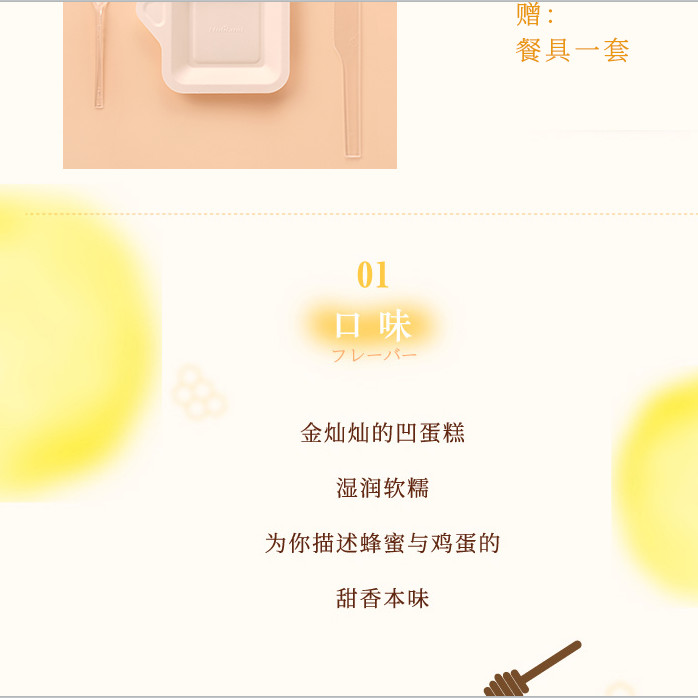 赠：
餐具一套
01
口味
フレーバー
金灿灿的凹蛋糕
湿润软糯
为你描述蜂蜜与鸡蛋的
甜香本味